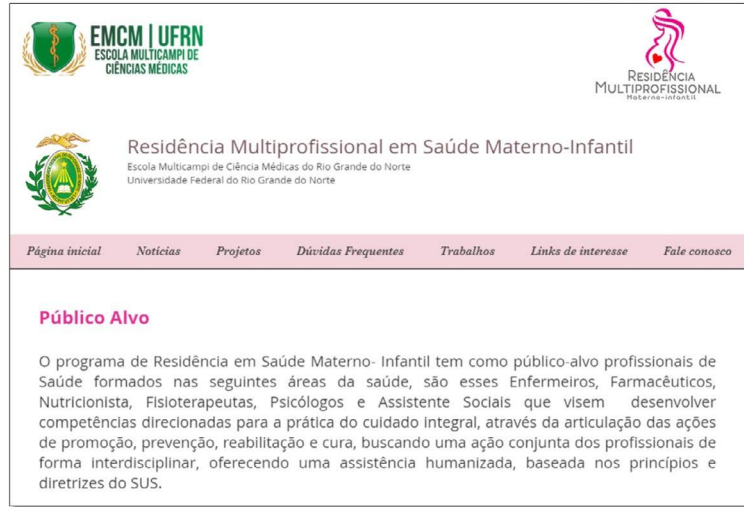 EMCM | UFRN
ESCOLA MULTICAMPI DE
CIÊNCIAS MÉDICAS
RESIDÊNCIA
MULTIPROFISSIONAL
Materno-infantil
Residência Multiprofissional em Saúde Materno-Infantil
Escola Multicampi de Ciência Médicas do Rio Grande do Norte
Universidade Federal do Rio Grande do Norte
Página inicial Notícias Projetos Dúvidas Frequentes Trabalhos Links de interesse Fale conosco
Público Alvo
O programa de Residência em Saúde Materno- Infantil tem como público-alvo profissionais de
Saúde formados nas seguintes áreas da saúde, são esses Enfermeiros, Farmacêuticos,
Nutricionista, Fisioterapeutas, Psicólogos e Assistente Sociais que visem desenvolver
competências direcionadas para a prática do cuidado integral, através da articulação das ações
de promoção, prevenção, reabilitação e cura, buscando uma ação conjunta dos profissionais de
forma interdisciplinar, oferecendo uma assistência humanizada, baseada nos princípios e
diretrizes do SUS.